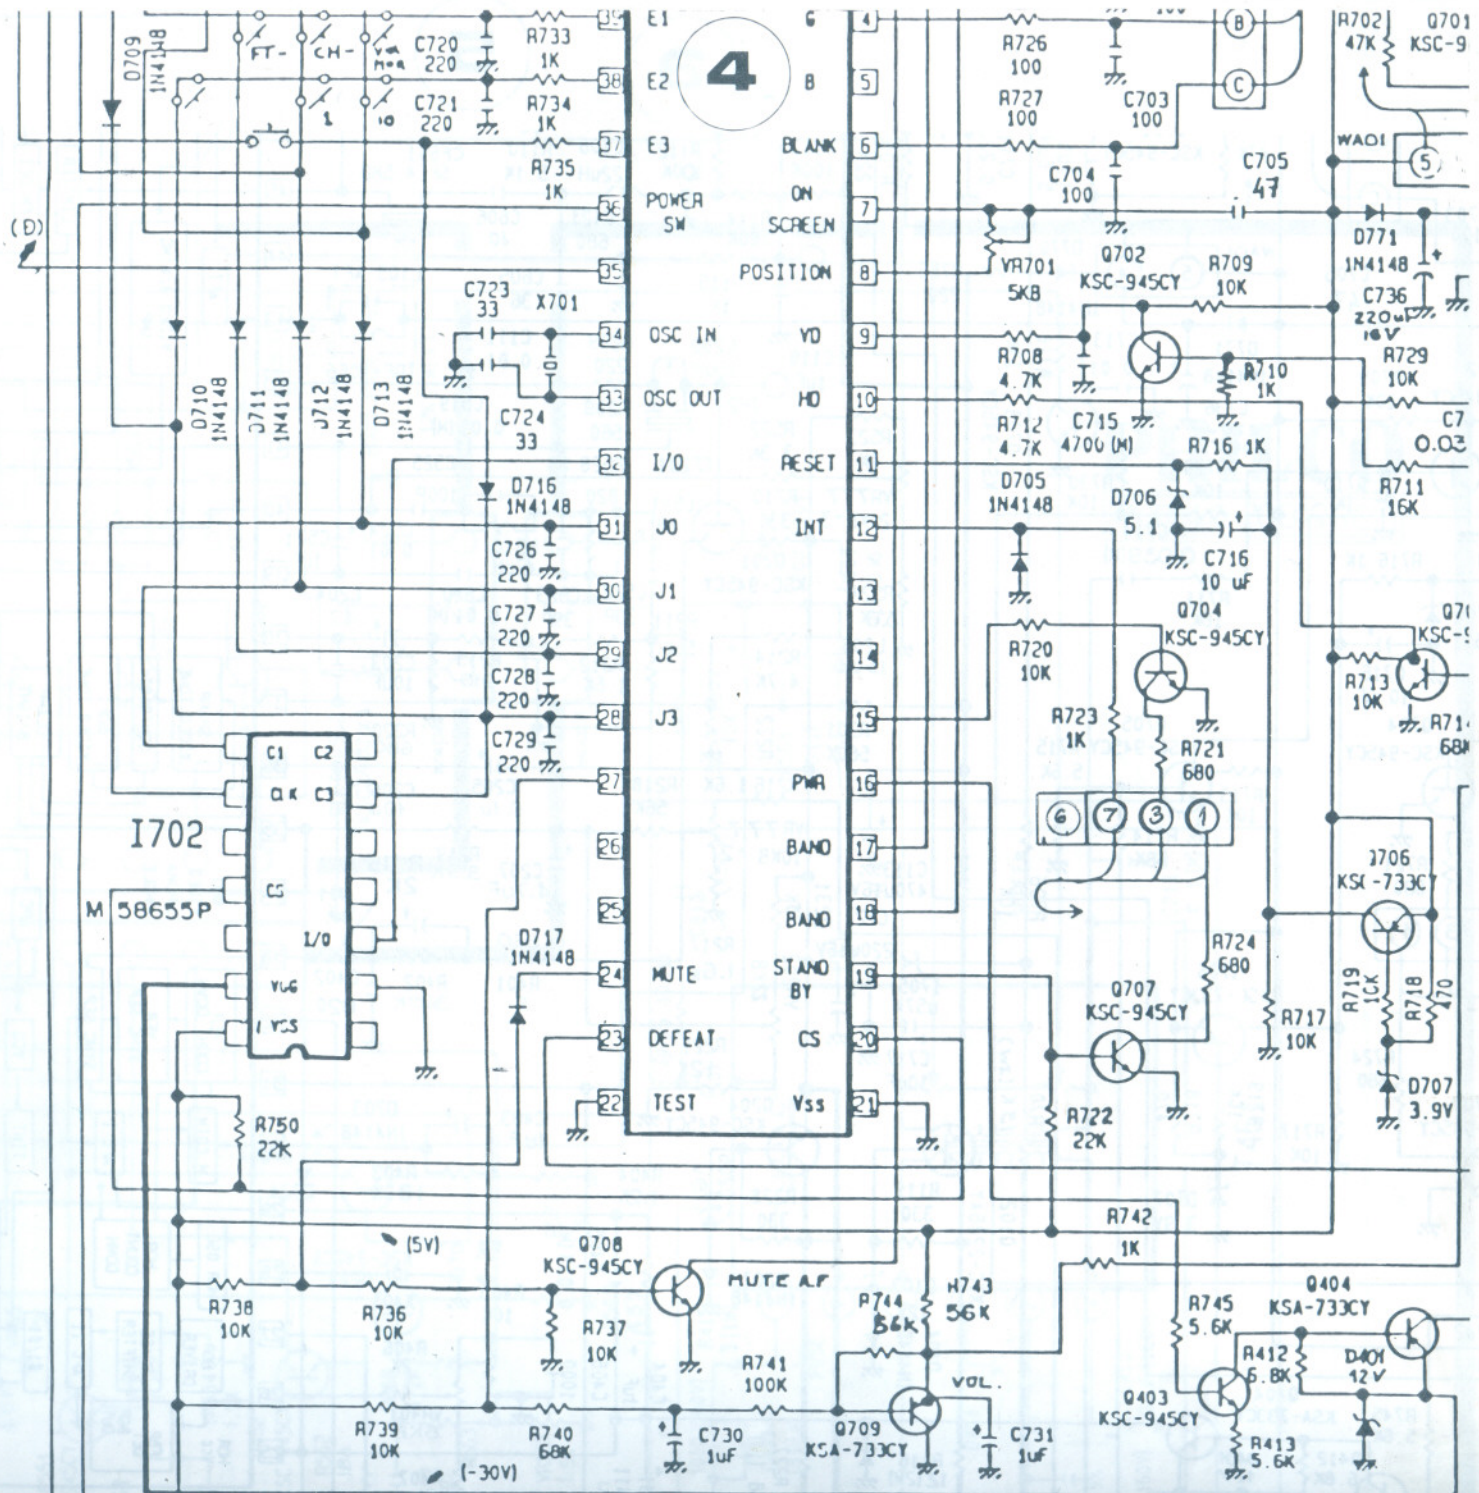 D709
1N4148
FT-
CH-
C720
220
R733
1K
E1
4
G
4
R726
100
B
R702
47K
Q701
KSC-9
38
E2
B
5
C
C721
220
R734
1K
R727
100
C703
100
1
10
37
E3
BLANK
6
WA01
5
R735
1K
C704
100
C705
47
(D)
36
POWER
SW
ON
SCREEN
7
35
POSITION
8
VR701
5KB
Q702
KSC-945CY
R709
10K
D771
1N4148
C736
220uF
16V
C723
33
X701
34
OSC IN
VD
9
R708
4.7K
R710
1K
R729
10K
D710
1N4148
D711
1N4148
D712
1N4148
D713
1N4148
33
OSC OUT
HD
10
C724
33
R712
4.7K
C715
4700 (M)
R716 1K
0.03
32
I/O
RESET
11
R711
16K
D716
1N4148
D705
1N4148
D706
5.1
31
J0
INT
12
C726
220
C716
10 uF
30
J1
13
C727
220
Q704
KSC-945CY
29
J2
14
R720
10K
C728
220
R713
10K
28
J3
15
R723
1K
R714
68K
C729
220
R721
680
C1
C2
27
PWR
16
CLK
C3
I702
6
7
3
1
26
BAND
17
KSC-733CY
CS
M 58655P
25
BAND
18
I/O
D717
1N4148
R724
680
24
MUTE
STAND
BY
19
VGG
Q707
KSC-945CY
R719
10K
R718
470
R717
10K
VSS
23
DEFEAT
CS
20
D707
3.9V
22
TEST
Vss
21
R750
22K
R722
22K
R742
1K
(5V)
Q708
KSC-945CY
MUTE A.F
Q404
KSA-733CY
R738
10K
R736
10K
R737
10K
R744
56K
R743
56K
R745
5.6K
R412
6.8K
D401
12V
R741
100K
VOL.
Q403
KSC-945CY
R739
10K
R740
68K
C730
1uF
Q709
KSA-733CY
C731
1uF
R413
5.6K
(-30V)